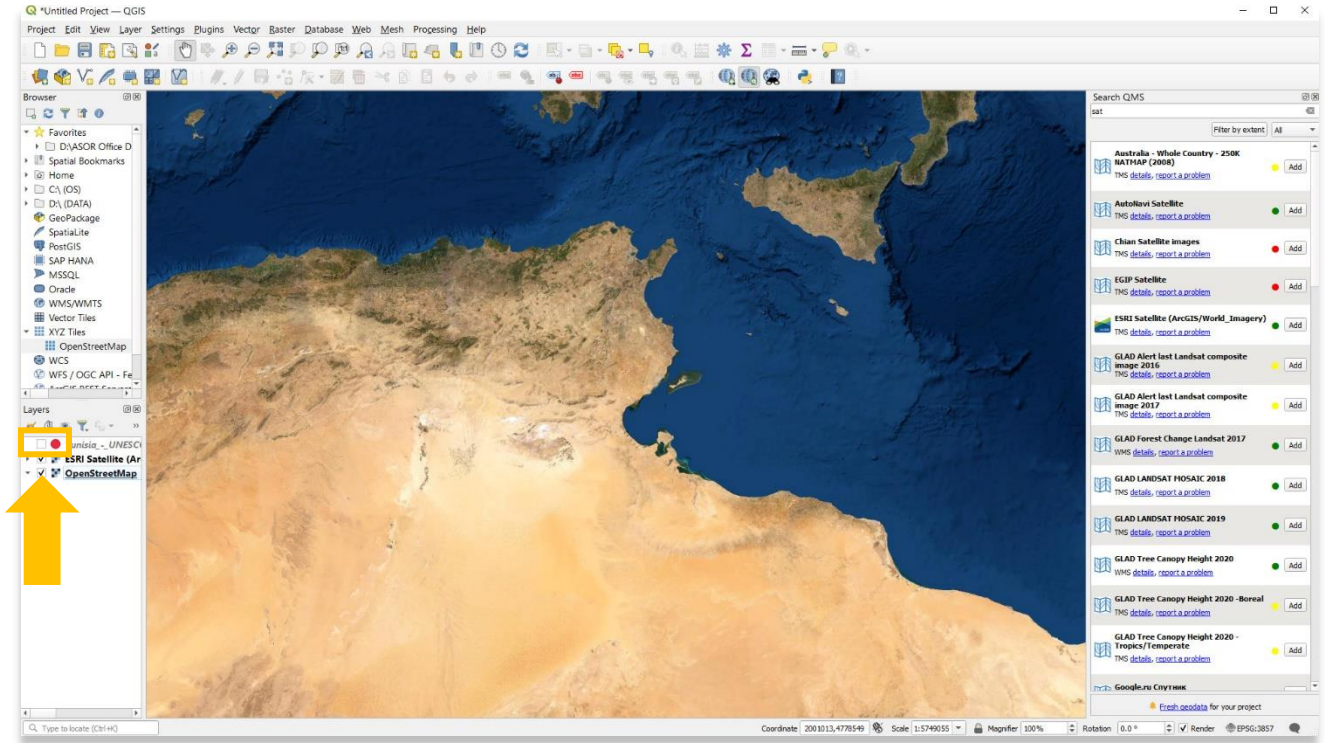 *Untitled Project — QGIS
Project Edit View Layer Settings Plugins Vector Raster Database Web Mesh Processing Help
Browser
Favorites
D:\ASOR Office D
Spatial Bookmarks
Home
C:\ (OS)
D:\ (DATA)
GeoPackage
SpatiaLite
PostGIS
SAP HANA
MSSQL
Oracle
WMS/WMTS
Vector Tiles
XYZ Tiles
OpenStreetMap
WCS
WFS / OGC API - Fe
Layers
ESRI Satellite (Ar
OpenStreetMap
Type to locate (Ctrl+K)
Search QMS
sat
Filter by extent All
Australia - Whole Country - 250K
NATMAP (2008)
TMS details, report a problem
Add
AutoNavi Satellite
TMS details, report a problem
Add
Chian Satellite images
TMS details, report a problem
Add
EGIP Satellite
TMS details, report a problem
Add
ESRI Satellite (ArcGIS/World_Imagery)
TMS details, report a problem
Add
GLAD Alert last Landsat composite
image 2016
TMS details, report a problem
Add
GLAD Alert last Landsat composite
image 2017
TMS details, report a problem
Add
GLAD Forest Change Landsat 2017
WMS details, report a problem
Add
GLAD LANDSAT MOSAIC 2018
TMS details, report a problem
Add
GLAD LANDSAT MOSAIC 2019
TMS details, report a problem
Add
GLAD Tree Canopy Height 2020
WMS details, report a problem
Add
GLAD Tree Canopy Height 2020 -Boreal
TMS details, report a problem
Add
GLAD Tree Canopy Height 2020 -
Tropics/Temperate
TMS details, report a problem
Add
Google.ru Спутник
Fresh geodata for your project
Coordinate 2001013,4778549 Scale 1:5749055 Magnifier 100% Rotation 0.0 ° Render EPSG:3857